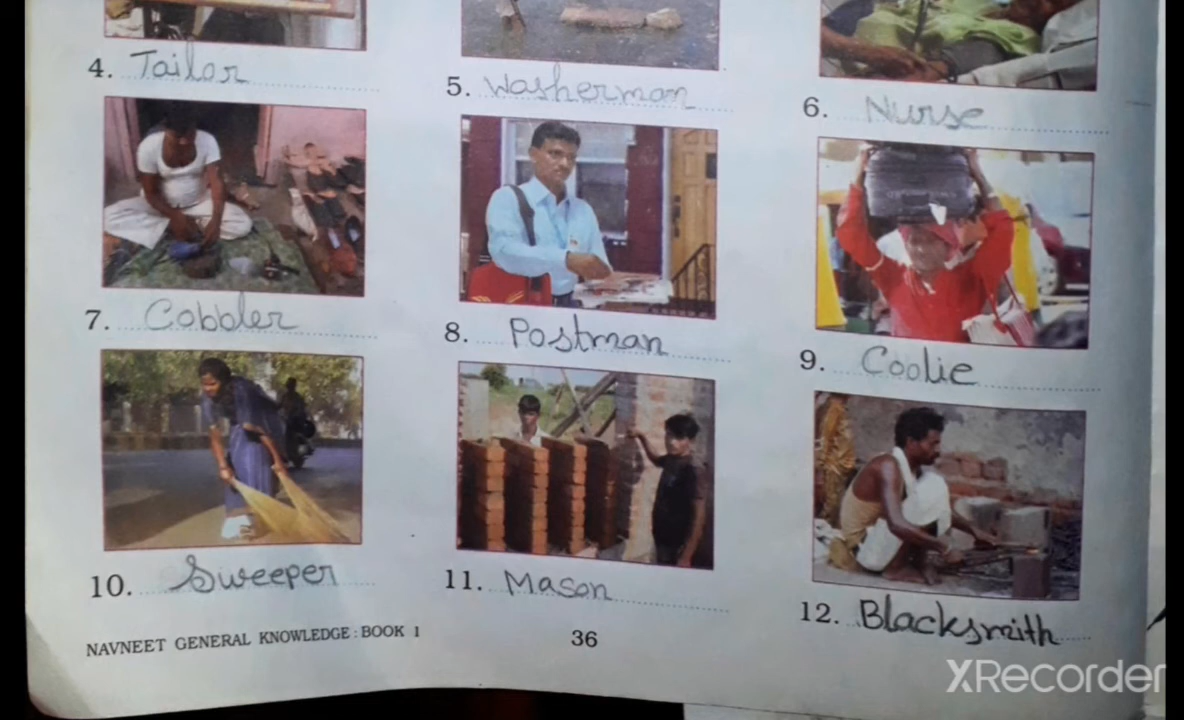 4. Tailor
5. Washerman
6. Nurse
7. Cobbler
8. Postman
9. Coolie
10. Sweeper
11. Mason
12. Blacksmith
NAVNEET GENERAL KNOWLEDGE : BOOK 1
36
XRecorder